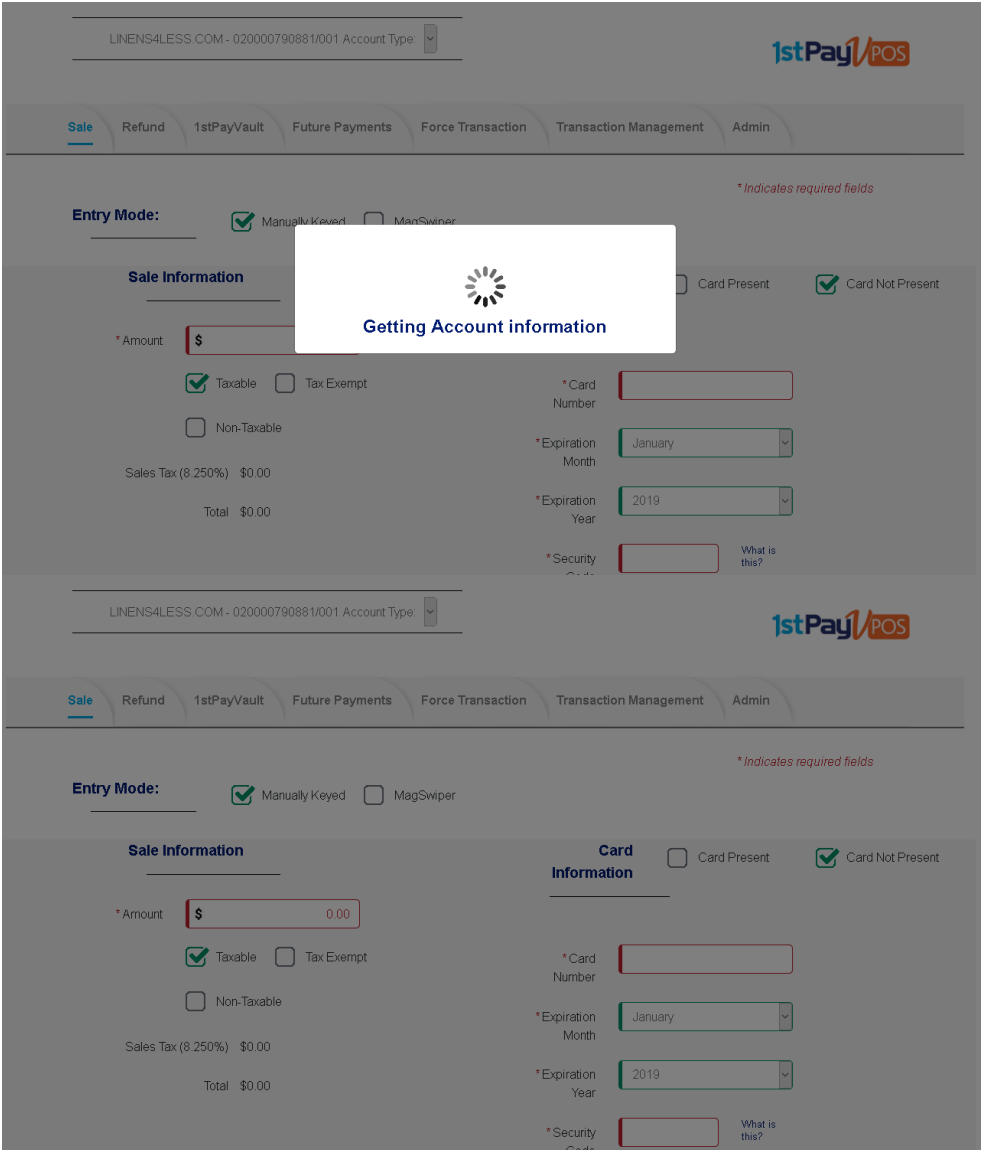 LINENS4LESS.COM - 020000790881/001 Account Type:
1stPay POS
Sale Refund 1stPayVault Future Payments Force Transaction Transaction Management Admin
* Indicates required fields
Entry Mode: Manually Keyed MagSwiper
Sale Information Card Present Card Not Present
Getting Account information
* Amount $
Taxable Tax Exempt
* Card
Number
Non-Taxable
* Expiration January
Month
Sales Tax (8.250%) $0.00
* Expiration 2019
Year
Total $0.00
* Security What is
this?
Code
LINENS4LESS.COM - 020000790881/001 Account Type:
1stPay POS
Sale Refund 1stPayVault Future Payments Force Transaction Transaction Management Admin
* Indicates required fields
Entry Mode: Manually Keyed MagSwiper
Sale Information
Card
Information
Card Present Card Not Present
* Amount $ 0.00
Taxable Tax Exempt
* Card
Number
Non-Taxable
* Expiration January
Month
Sales Tax (8.250%) $0.00
* Expiration 2019
Year
Total $0.00
* Security What is
this?
Code